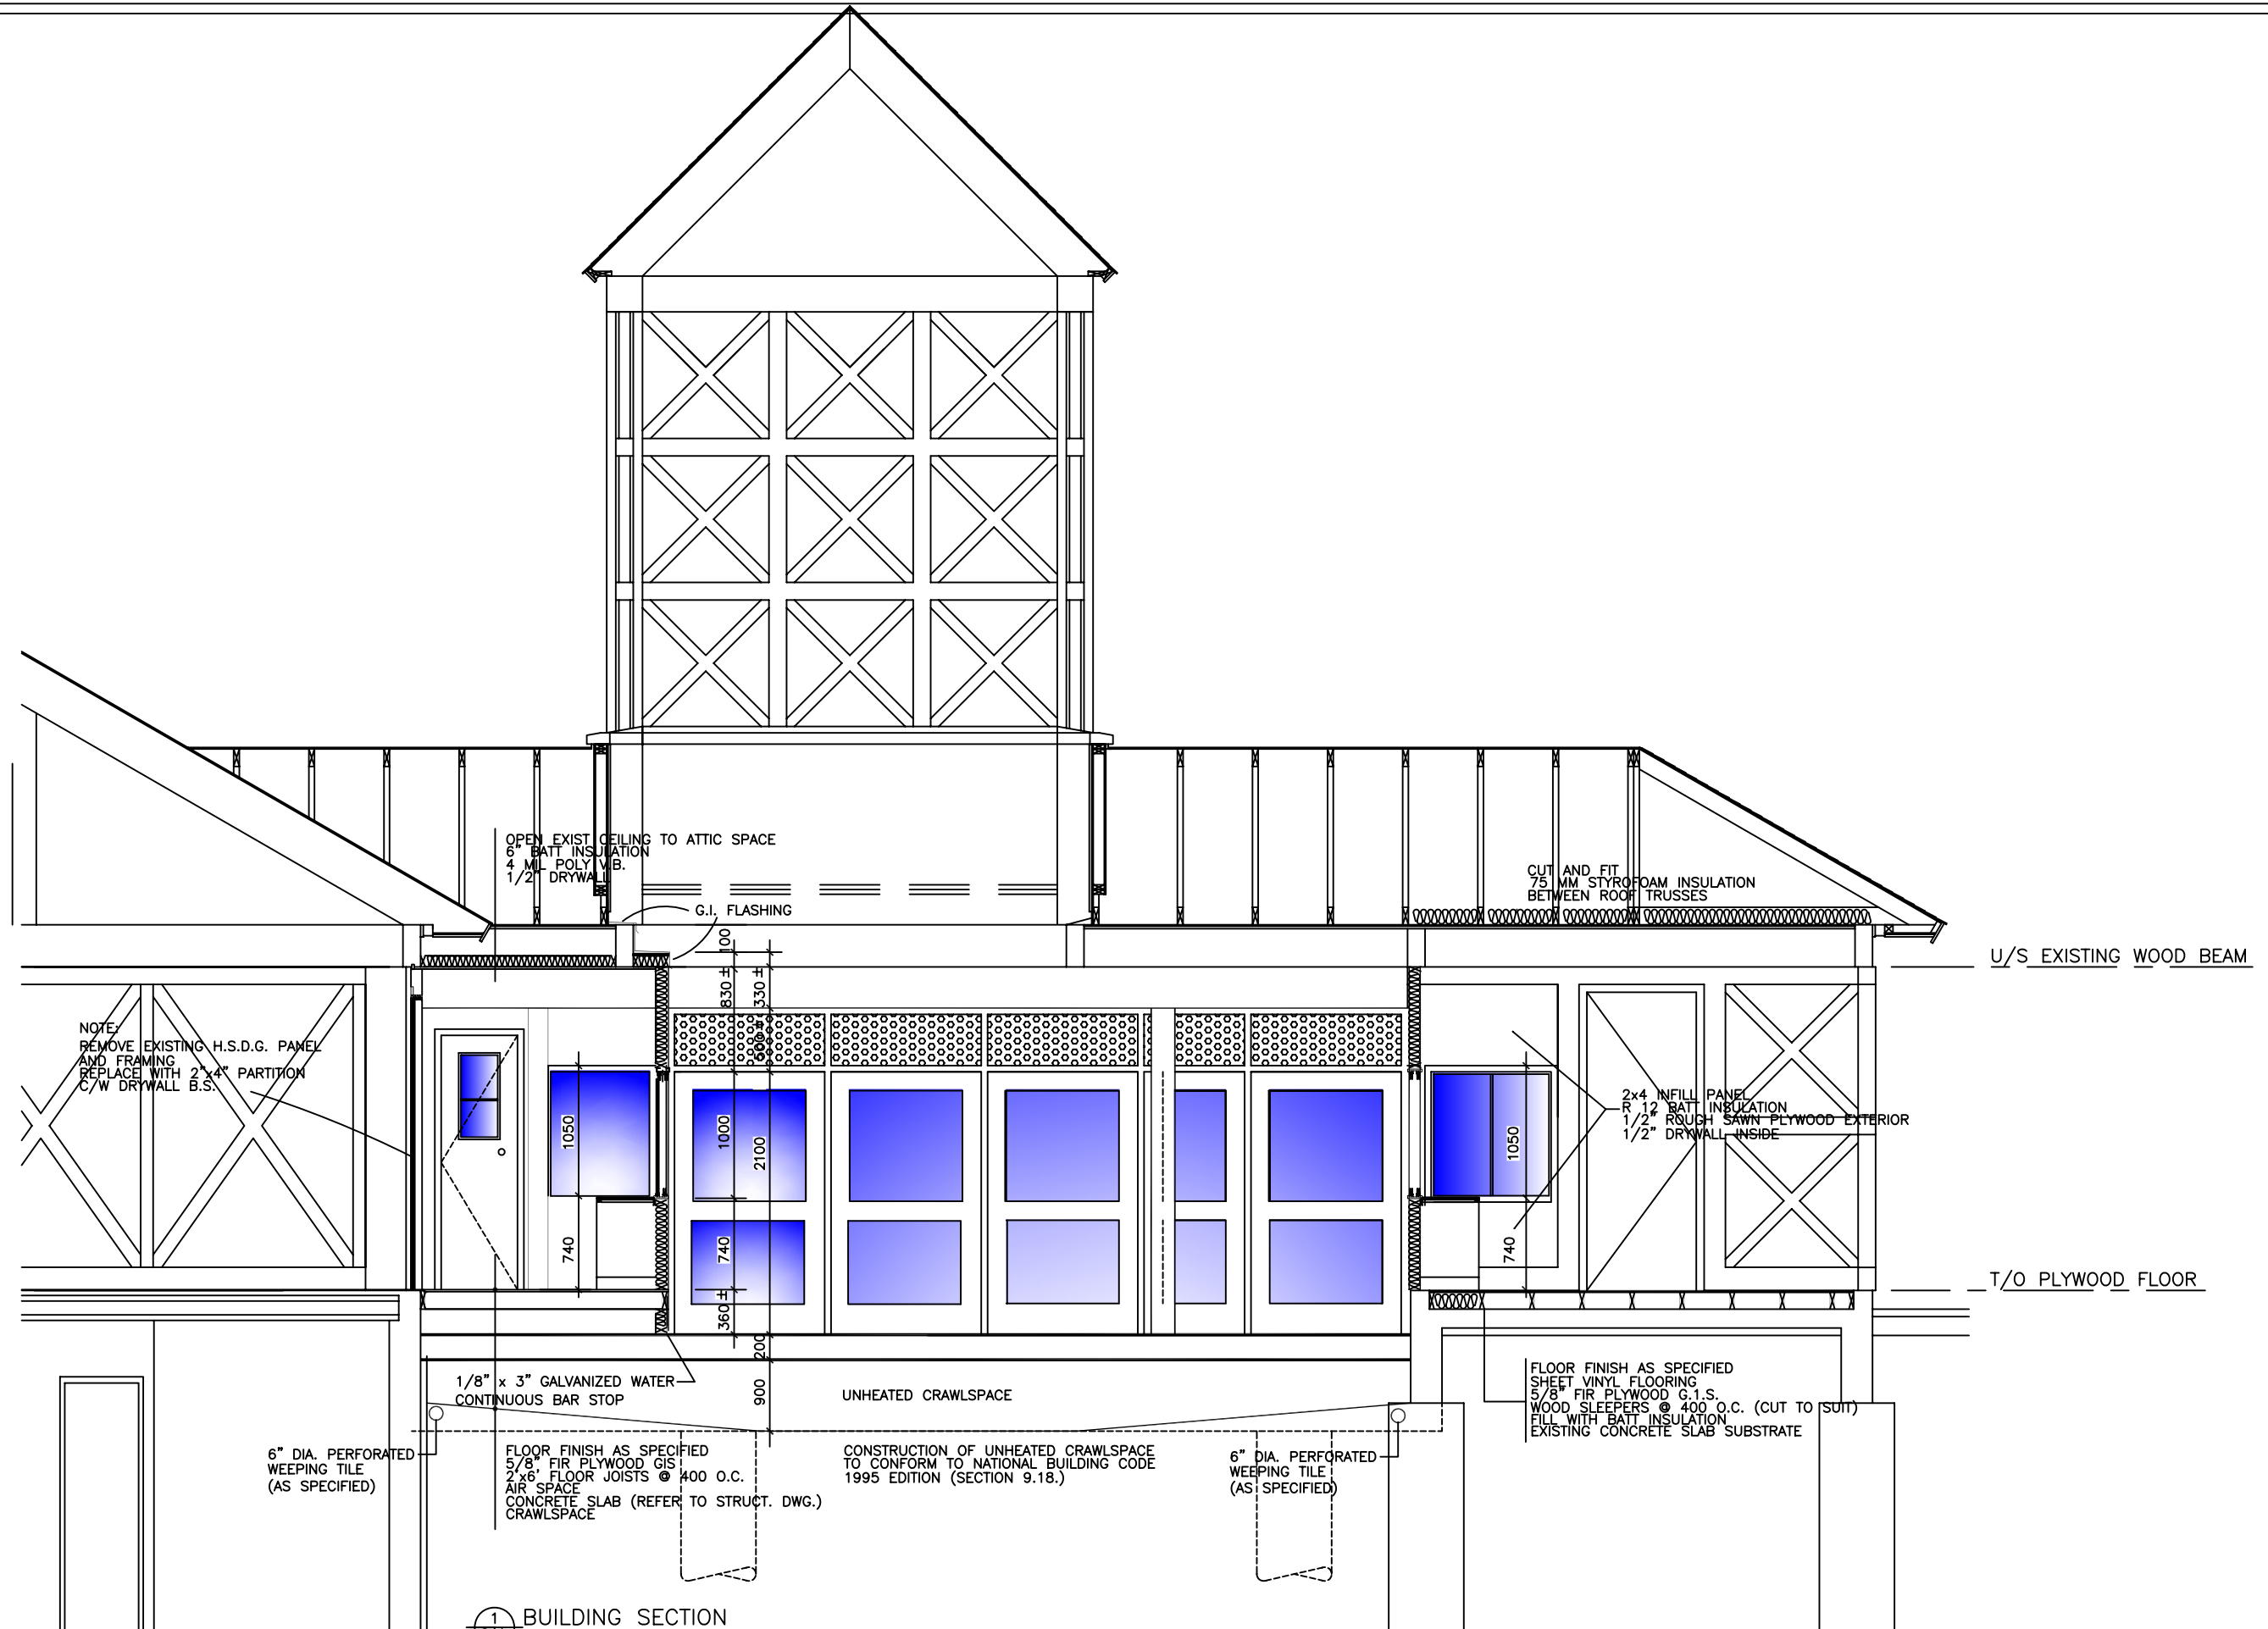 OPEN EXIST CEILING TO ATTIC SPACE
6" BATT INSULATION
4 MIL POLY V.B.
1/2" DRYWALL
G.I. FLASHING
CUT AND FIT
75 MM STYROFOAM INSULATION
BETWEEN ROOF TRUSSES
U/S EXISTING WOOD BEAM
NOTE:
REMOVE EXISTING H.S.D.G. PANEL
AND FRAMING
REPLACE WITH 2"x4" PARTITION
C/W DRYWALL B.S.
100
830 ±
330 ±
500 ±
1050
1000
2100
740
740
360 ±
200
900
1050
740
2x4 INFILL PANEL
R 12 BATT INSULATION
1/2" ROUGH SAWN PLYWOOD EXTERIOR
1/2" DRYWALL INSIDE
T/O PLYWOOD FLOOR
1/8" x 3" GALVANIZED WATER
CONTINUOUS BAR STOP
UNHEATED CRAWLSPACE
FLOOR FINISH AS SPECIFIED
SHEET VINYL FLOORING
5/8" FIR PLYWOOD G.1.S.
WOOD SLEEPERS @ 400 O.C. (CUT TO SUIT)
FILL WITH BATT INSULATION
EXISTING CONCRETE SLAB SUBSTRATE
6" DIA. PERFORATED
WEEPING TILE
(AS SPECIFIED)
FLOOR FINISH AS SPECIFIED
5/8" FIR PLYWOOD GIS
2'x6' FLOOR JOISTS @ 400 O.C.
AIR SPACE
CONCRETE SLAB (REFER TO STRUCT. DWG.)
CRAWLSPACE
CONSTRUCTION OF UNHEATED CRAWLSPACE
TO CONFORM TO NATIONAL BUILDING CODE
1995 EDITION (SECTION 9.18.)
6" DIA. PERFORATED
WEEPING TILE
(AS SPECIFIED)
1
BUILDING SECTION